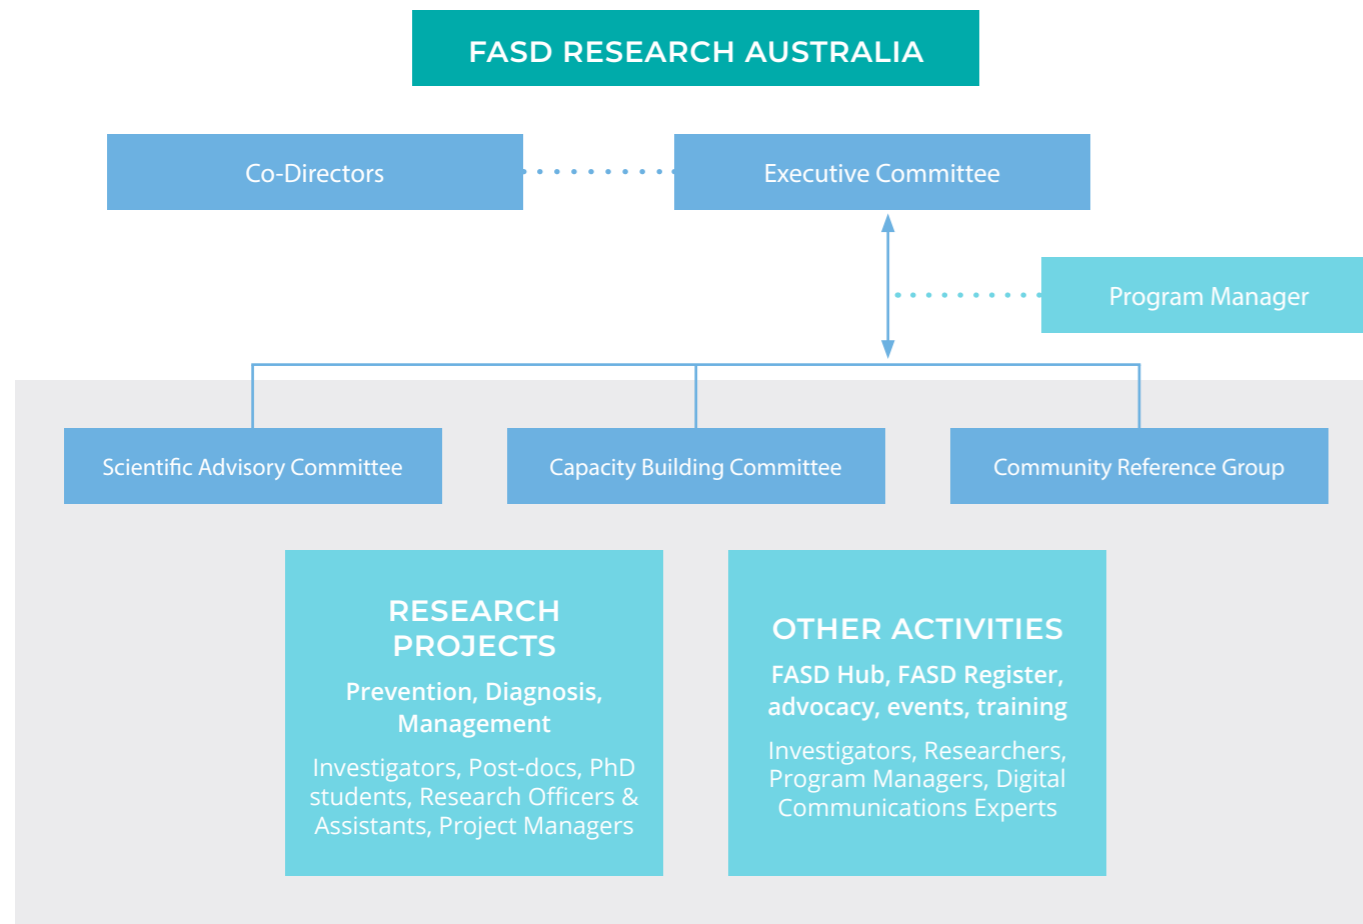 FASD RESEARCH AUSTRALIA
Co-Directors
Executive Committee
Program Manager
Scientific Advisory Committee
Capacity Building Committee
Community Reference Group
RESEARCH
PROJECTS
Prevention, Diagnosis,
Management
Investigators, Post-docs, PhD
students, Research Officers &
Assistants, Project Managers
OTHER ACTIVITIES
FASD Hub, FASD Register,
advocacy, events, training
Investigators, Researchers,
Program Managers, Digital
Communications Experts